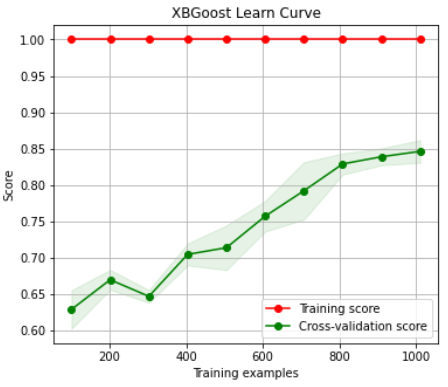 XBGoost Learn Curve
1.00
0.95
0.90
0.85
0.80
0.75
0.70
0.65
0.60
Score
Training score
Cross-validation score
200 400 600 800 1000
Training examples